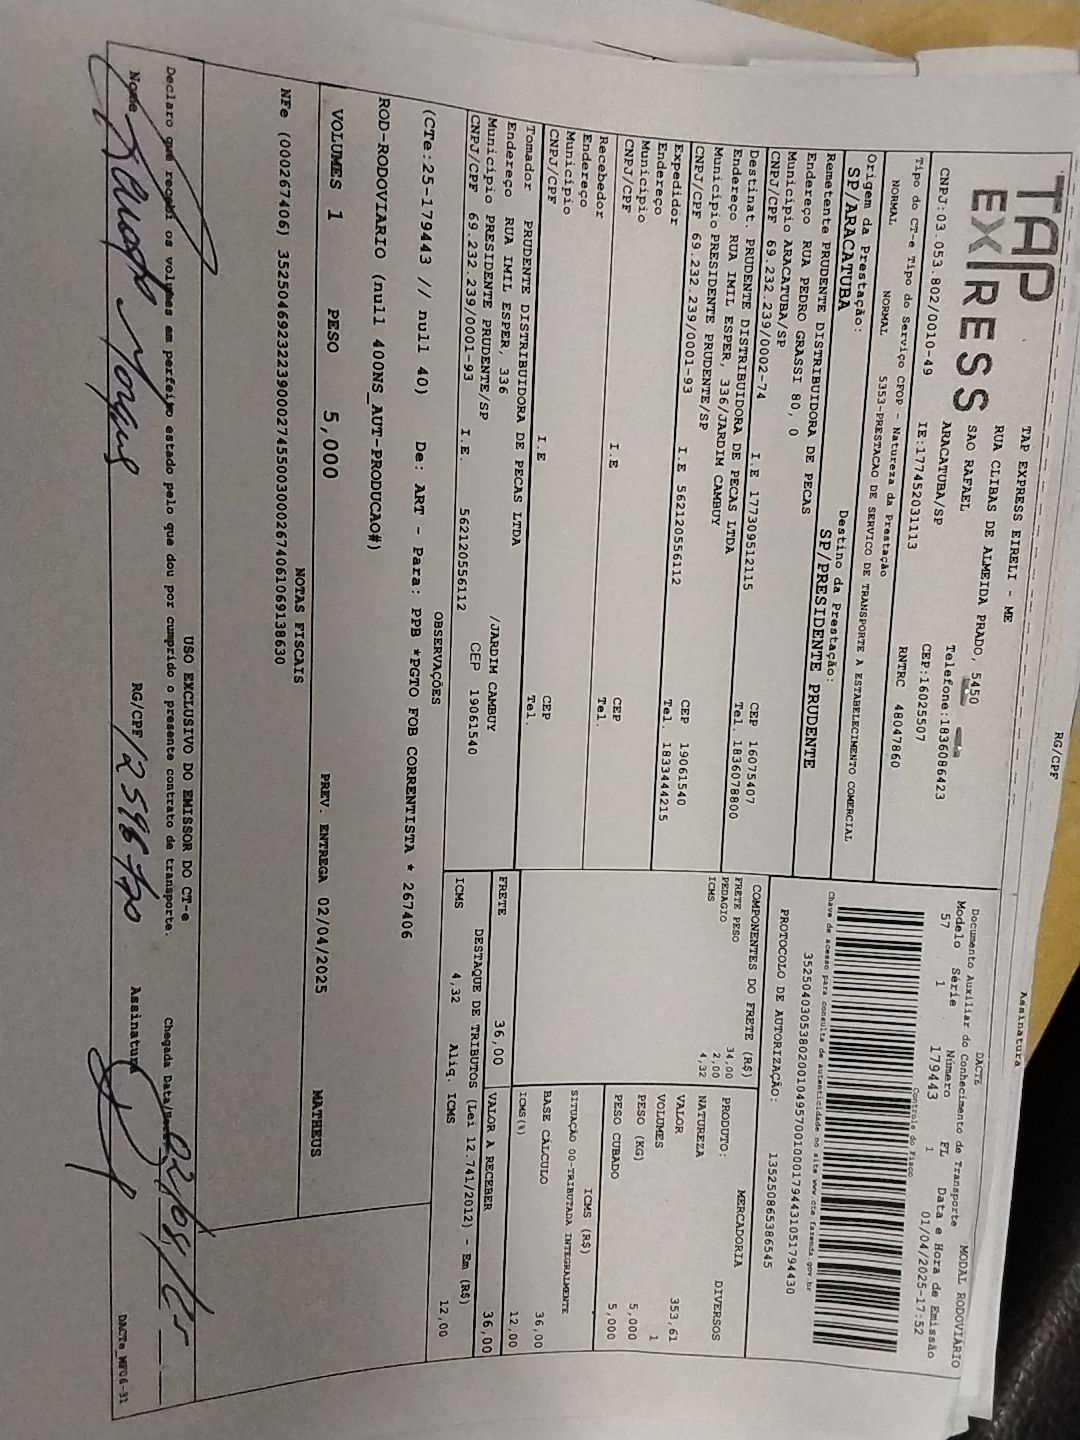 RG/CPF
Assinatura
TAP
EXPRESS
TAP EXPRESS EIRELI - ME
RUA CLIBAS DE ALMEIDA PRADO, 5450
SAO RAFAEL
ARACATUBA/SP
Telefone:1836086423
CNPJ:03.053.802/0010-49
IE:177452031113
CEP:16025507
RNTRC 48047860
Tipo do CT-e Tipo do Serviço CFOP - Natureza da Prestação
NORMAL NORMAL 5353-PRESTACAO DE SERVICO DE TRANSPORTE A ESTABELECIMENTO COMERCIAL
Origem da Prestação: Destino da Prestação:
SP/ARACATUBA SP/PRESIDENTE PRUDENTE
DACTE
Documento Auxiliar do Conhecimento de Transporte MODAL RODOVIÁRIO
Modelo Série Número FL Data e Hora de Emissão
57 1 179443 1 01/04/2025-17:52
Controle do Fisco
Chave de acesso para consulta de autenticidade no site www.cte.fazenda.gov.br
35250403053802001049570010001794431051794430
PROTOCOLO DE AUTORIZAÇÃO: 135250865386545
Remetente PRUDENTE DISTRIBUIDORA DE PECAS
Endereço RUA PEDRO GRASSI 80, 0
Município ARACATUBA/SP CEP 16075407
CNPJ/CPF 69.232.239/0002-74 I.E 177309512115 Tel. 1836078800
Destinat. PRUDENTE DISTRIBUIDORA DE PECAS LTDA
Endereço RUA IMIL ESPER, 336/JARDIM CAMBUY
Município PRESIDENTE PRUDENTE/SP CEP 19061540
CNPJ/CPF 69.232.239/0001-93 I.E 562120556112 Tel. 1833444215
Expedidor
Endereço
Município CEP
CNPJ/CPF I.E Tel.
Recebedor
Endereço
Município CEP
CNPJ/CPF I.E Tel.
Tomador PRUDENTE DISTRIBUIDORA DE PECAS LTDA
Endereço RUA IMIL ESPER, 336 /JARDIM CAMBUY
Município PRESIDENTE PRUDENTE/SP CEP 19061540
CNPJ/CPF 69.232.239/0001-93 I.E. 562120556112
COMPONENTES DO FRETE (R$)
FRETE PESO 34,00
PEDAGIO 2,00
ICMS 4,32
PRODUTO: MERCADORIA
NATUREZA DIVERSOS
VALOR 353,61
VOLUMES 1
PESO (KG) 5,000
PESO CUBADO 5,000
ICMS (R$)
SITUAÇÃO 00-TRIBUTADA INTEGRALMENTE
BASE CÁLCULO 36,00
ICMS(%) 12,00
FRETE 36,00 VALOR A RECEBER 36,00
DESTAQUE DE TRIBUTOS (Lei 12.741/2012) - Em (R$)
ICMS 4,32 Aliq. ICMS 12,00
OBSERVAÇÕES
(CTe:25-179443 // null 40) De: ART - Para: PPB *PGTO FOB CORRENTISTA * 267406
ROD-RODOVIARIO (null 400NS_AUT-PRODUCAO#)
VOLUMES 1 PESO 5,000 PREV. ENTREGA 02/04/2025 MATHEUS
NOTAS FISCAIS
NFe (000267406) 35250469232239000274550030002674061069138630
USO EXCLUSIVO DO EMISSOR DO CT-e
Declaro que recebi os volumes em perfeito estado pelo que dou por cumprido o presente contrato de transporte. Chegada Data/Hora
Nome RG/CPF Assinatura
DACTe_MF06-31